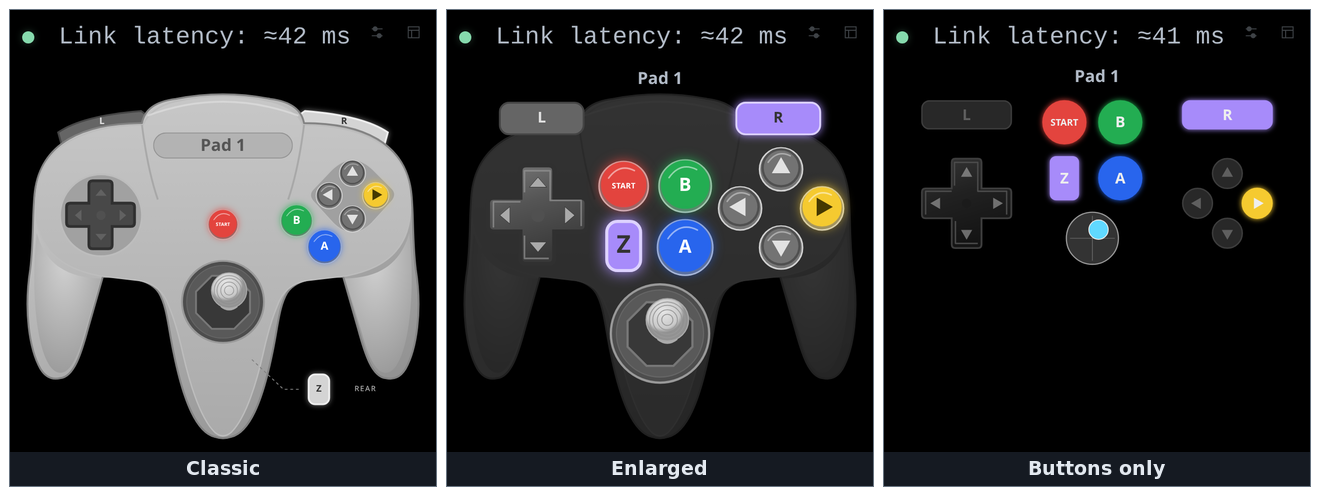 Link latency: ≈42 ms
L
R
Pad 1
B
START
A
Z
REAR
Classic
Link latency: ≈42 ms
Pad 1
L
R
START
B
Z
A
Enlarged
Link latency: ≈41 ms
Pad 1
L
START
B
R
Z
A
Buttons only